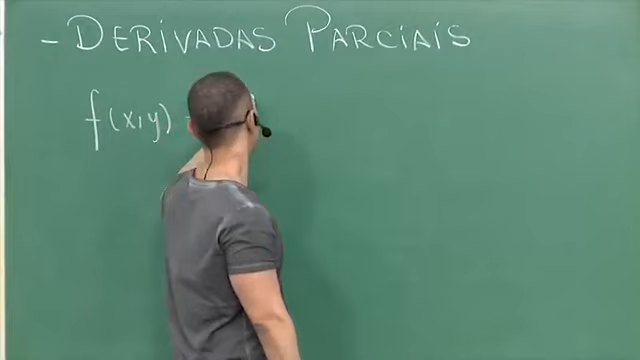 - DERIVADAS PARCIAIS
f(x,y) =